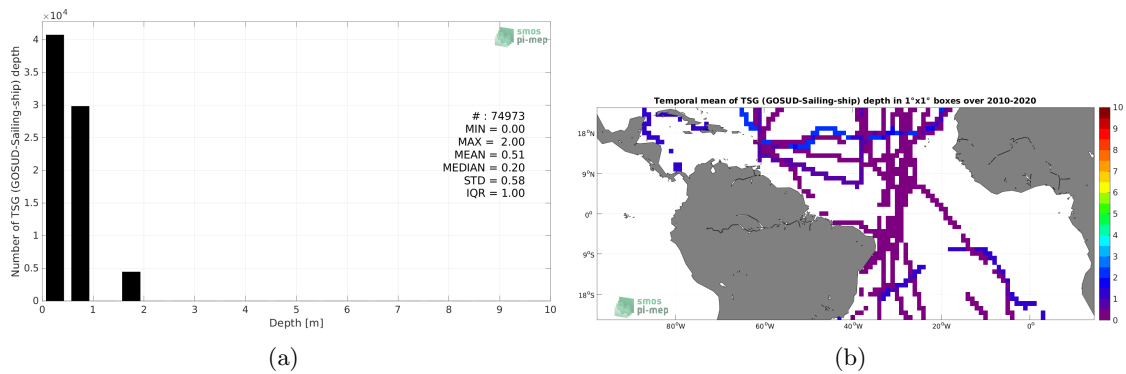 ×10⁴
smos
pi-mep
4
3.5
3
2.5
2
1.5
1
0.5
0
Number of TSG (GOSUD-Sailing-ship) depth
# : 74973
MIN = 0.00
MAX = 2.00
MEAN = 0.51
MEDIAN = 0.20
STD = 0.58
IQR = 1.00
0 1 2 3 4 5 6 7 8 9 10
Depth [m]
(a)
Temporal mean of TSG (GOSUD-Sailing-ship) depth in 1°x1° boxes over 2010-2020
18°N
9°N
0°
9°S
18°S
smos
pi-mep
80°W 60°W 40°W 20°W 0°
10
9
8
7
6
5
4
3
2
1
0
(b)